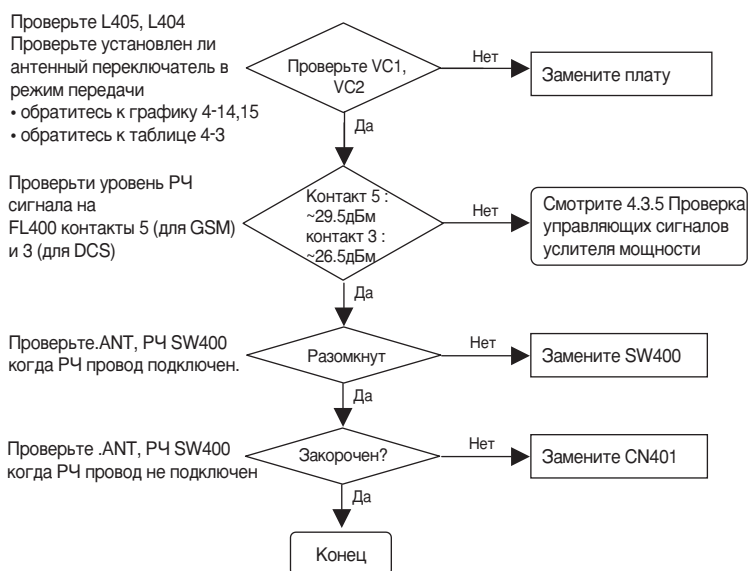 Проверьте L405, L404
Проверьте установлен ли
антенный переключатель в
режим передачи
• обратитесь к графику 4-14,15
• обратитесь к таблице 4-3
Проверьте VC1,
VC2
Нет
Замените плату
Да
Проверьти уровень РЧ
сигнала на
FL400 контакты 5 (для GSM)
и 3 (для DCS)
Контакт 5 :
~29.5дБм
контакт 3 :
~26.5дБм
Нет
Смотрите 4.3.5 Проверка
управляющих сигналов
услителя мощности
Да
Проверьте.ANT, РЧ SW400
когда РЧ провод подключен.
Разомкнут
Нет
Замените SW400
Да
Проверьте .ANT, РЧ SW400
когда РЧ провод не подключен
Закорочен?
Нет
Замените CN401
Да
Конец